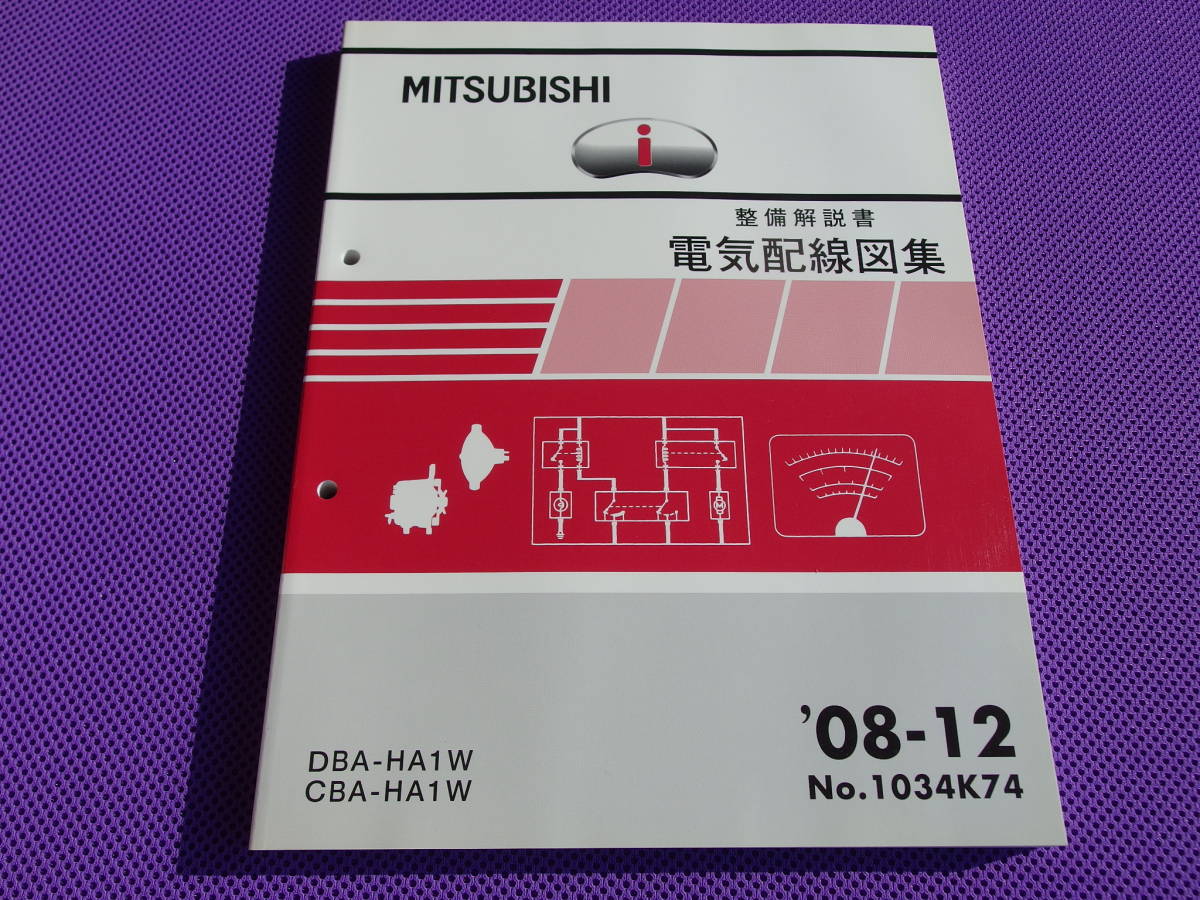 MITSUBISHI
i
整備解説書
電気配線図集
M
DBA-HA1W
CBA-HA1W
'08-12
No.1034K74